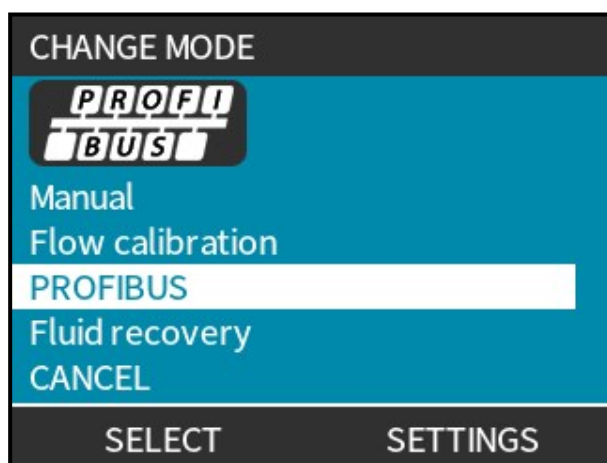 CHANGE MODE
PROFI
BUS
Manual
Flow calibration
PROFIBUS
Fluid recovery
CANCEL
SELECT SETTINGS